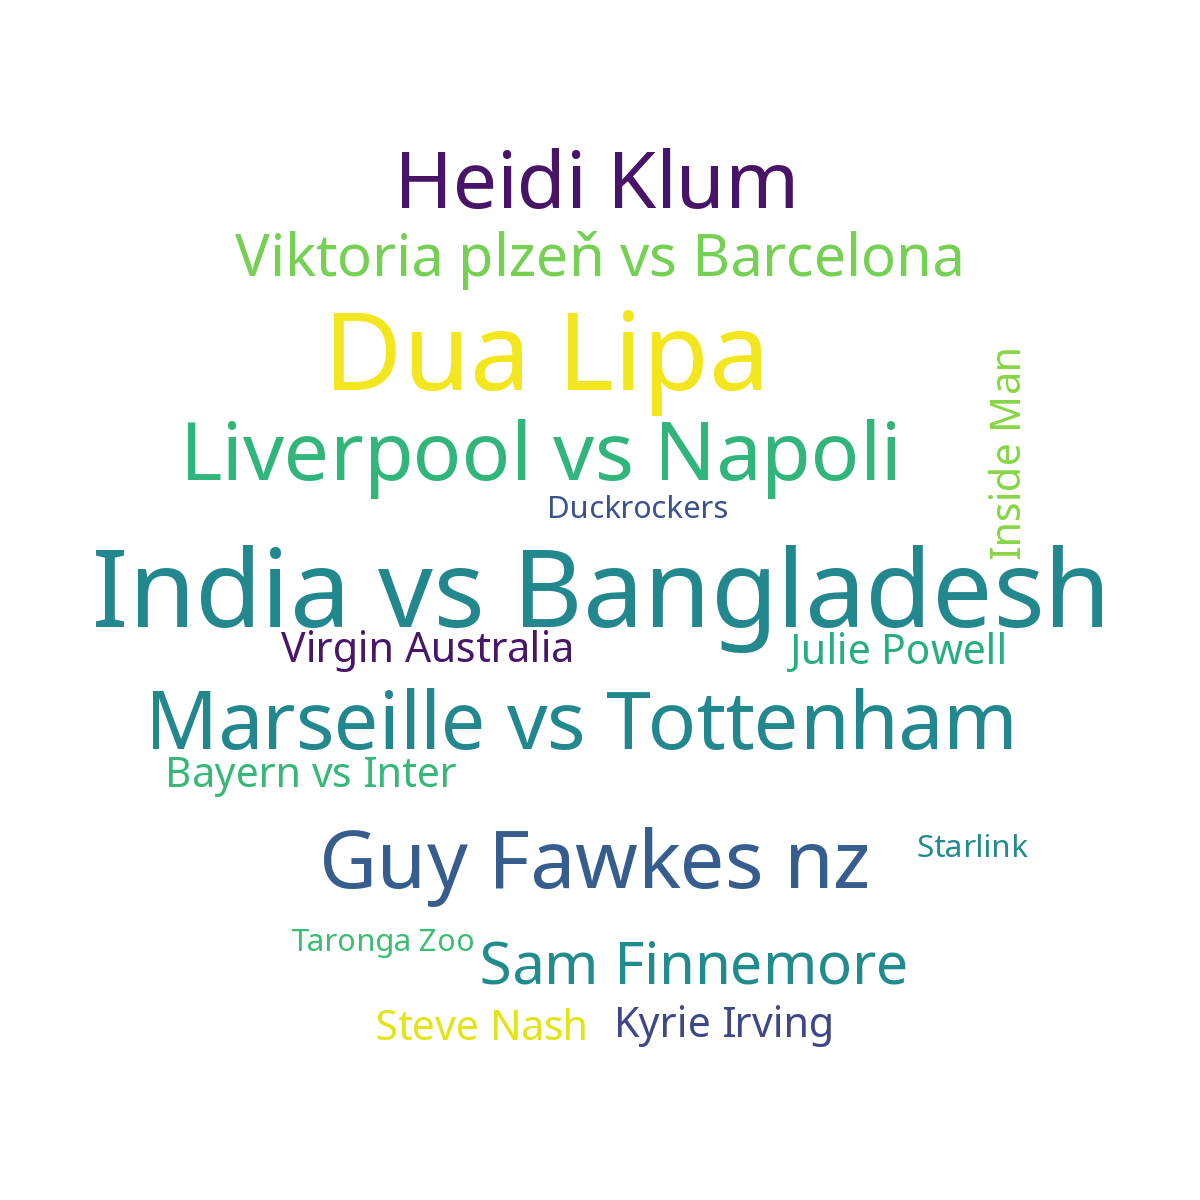 Heidi Klum
Viktoria plzeň vs Barcelona
Dua Lipa
Inside Man
Liverpool vs Napoli
Duckrockers
India vs Bangladesh
Virgin Australia
Julie Powell
Marseille vs Tottenham
Bayern vs Inter
Guy Fawkes nz
Starlink
Taronga Zoo
Sam Finnemore
Steve Nash
Kyrie Irving